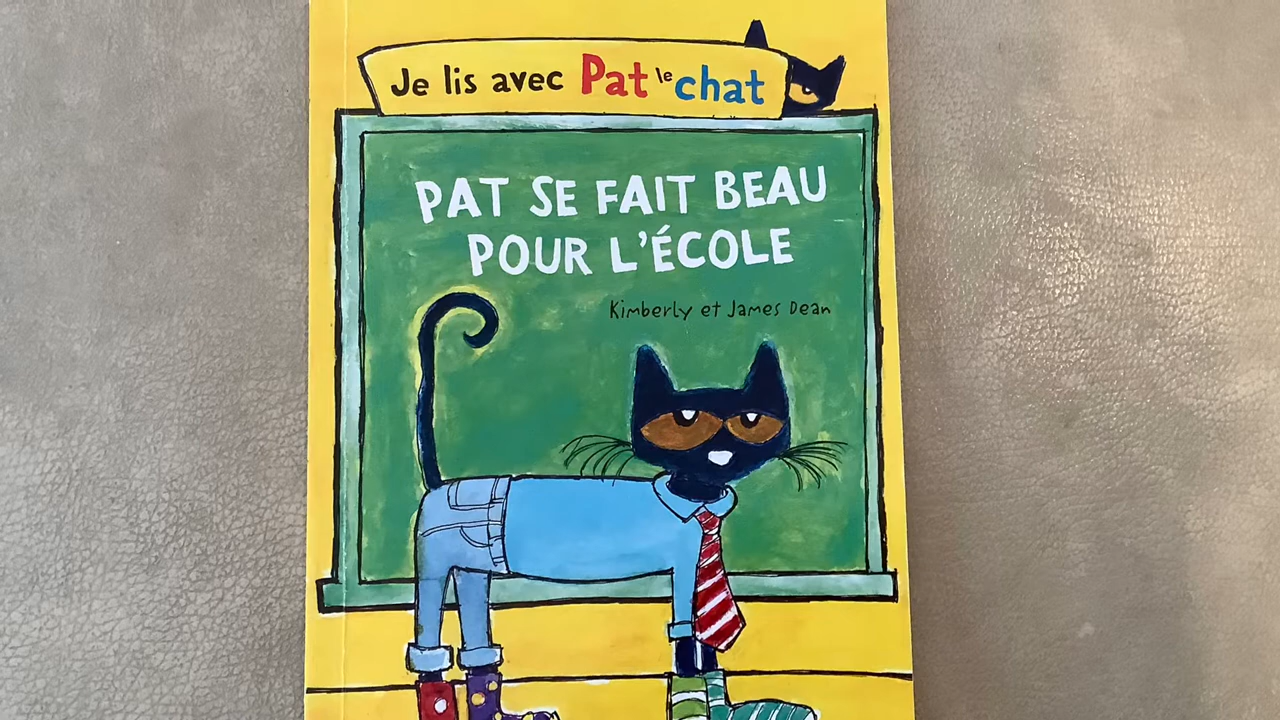 Je lis avec Pat le chat
PAT SE FAIT BEAU
POUR L'ÉCOLE
Kimberly et James Dean